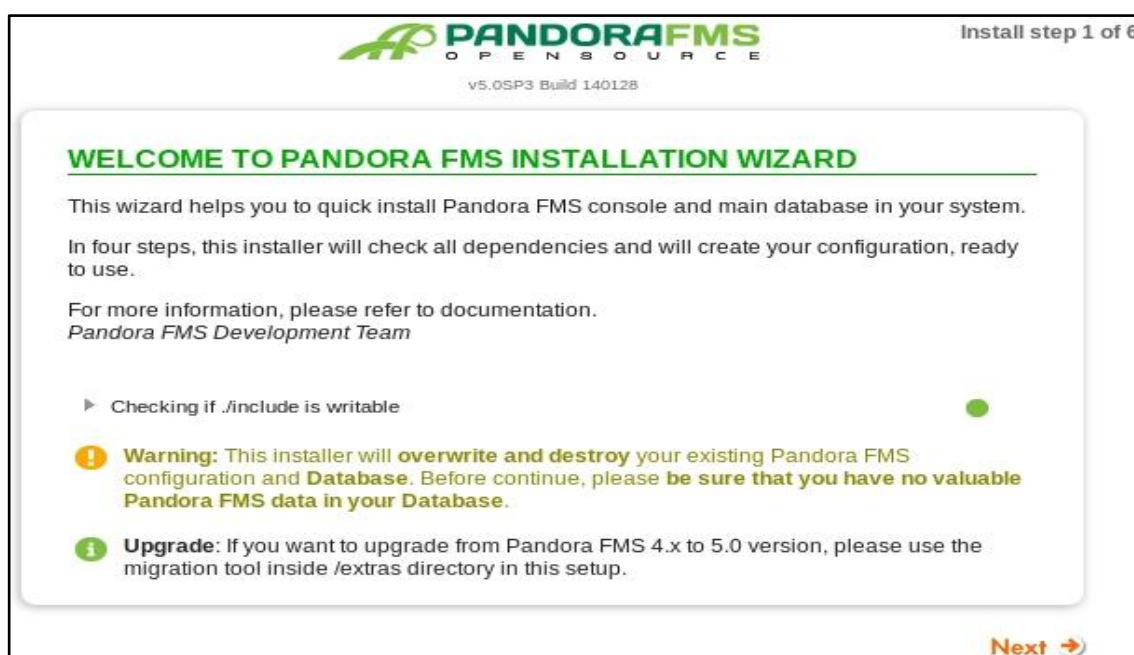 PANDORAFMS
OPENSOURCE
Install step 1 of 6
v5.0SP3 Build 140128
WELCOME TO PANDORA FMS INSTALLATION WIZARD
This wizard helps you to quick install Pandora FMS console and main database in your system.
In four steps, this installer will check all dependencies and will create your configuration, ready
to use.
For more information, please refer to documentation.
Pandora FMS Development Team
Checking if ./include is writable
Warning: This installer will overwrite and destroy your existing Pandora FMS
configuration and Database. Before continue, please be sure that you have no valuable
Pandora FMS data in your Database.
Upgrade: If you want to upgrade from Pandora FMS 4.x to 5.0 version, please use the
migration tool inside /extras directory in this setup.
Next